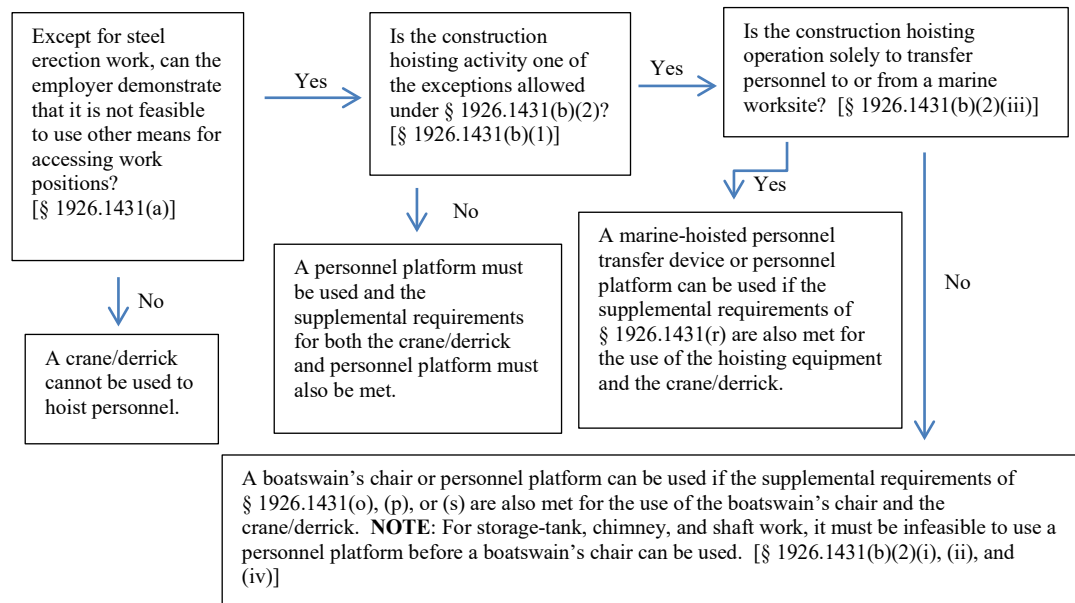 Except for steel
erection work, can the
employer demonstrate
that it is not feasible
to use other means for
accessing work
positions?
[§ 1926.1431(a)]
Yes
Is the construction
hoisting activity one of
the exceptions allowed
under § 1926.1431(b)(2)?
[§ 1926.1431(b)(1)]
Yes
Is the construction hoisting
operation solely to transfer
personnel to or from a marine
worksite?  [§ 1926.1431(b)(2)(iii)]
No
A crane/derrick
cannot be used to
hoist personnel.
No
A personnel platform must
be used and the
supplemental requirements
for both the crane/derrick
and personnel platform must
also be met.
Yes
A marine-hoisted personnel
transfer device or personnel
platform can be used if the
supplemental requirements of
§ 1926.1431(r) are also met for
the use of the hoisting equipment
and the crane/derrick.
No
A boatswain’s chair or personnel platform can be used if the supplemental requirements of
§ 1926.1431(o), (p), or (s) are also met for the use of the boatswain’s chair and the
crane/derrick.  NOTE: For storage-tank, chimney, and shaft work, it must be infeasible to use a
personnel platform before a boatswain’s chair can be used.  [§ 1926.1431(b)(2)(i), (ii), and
(iv)]